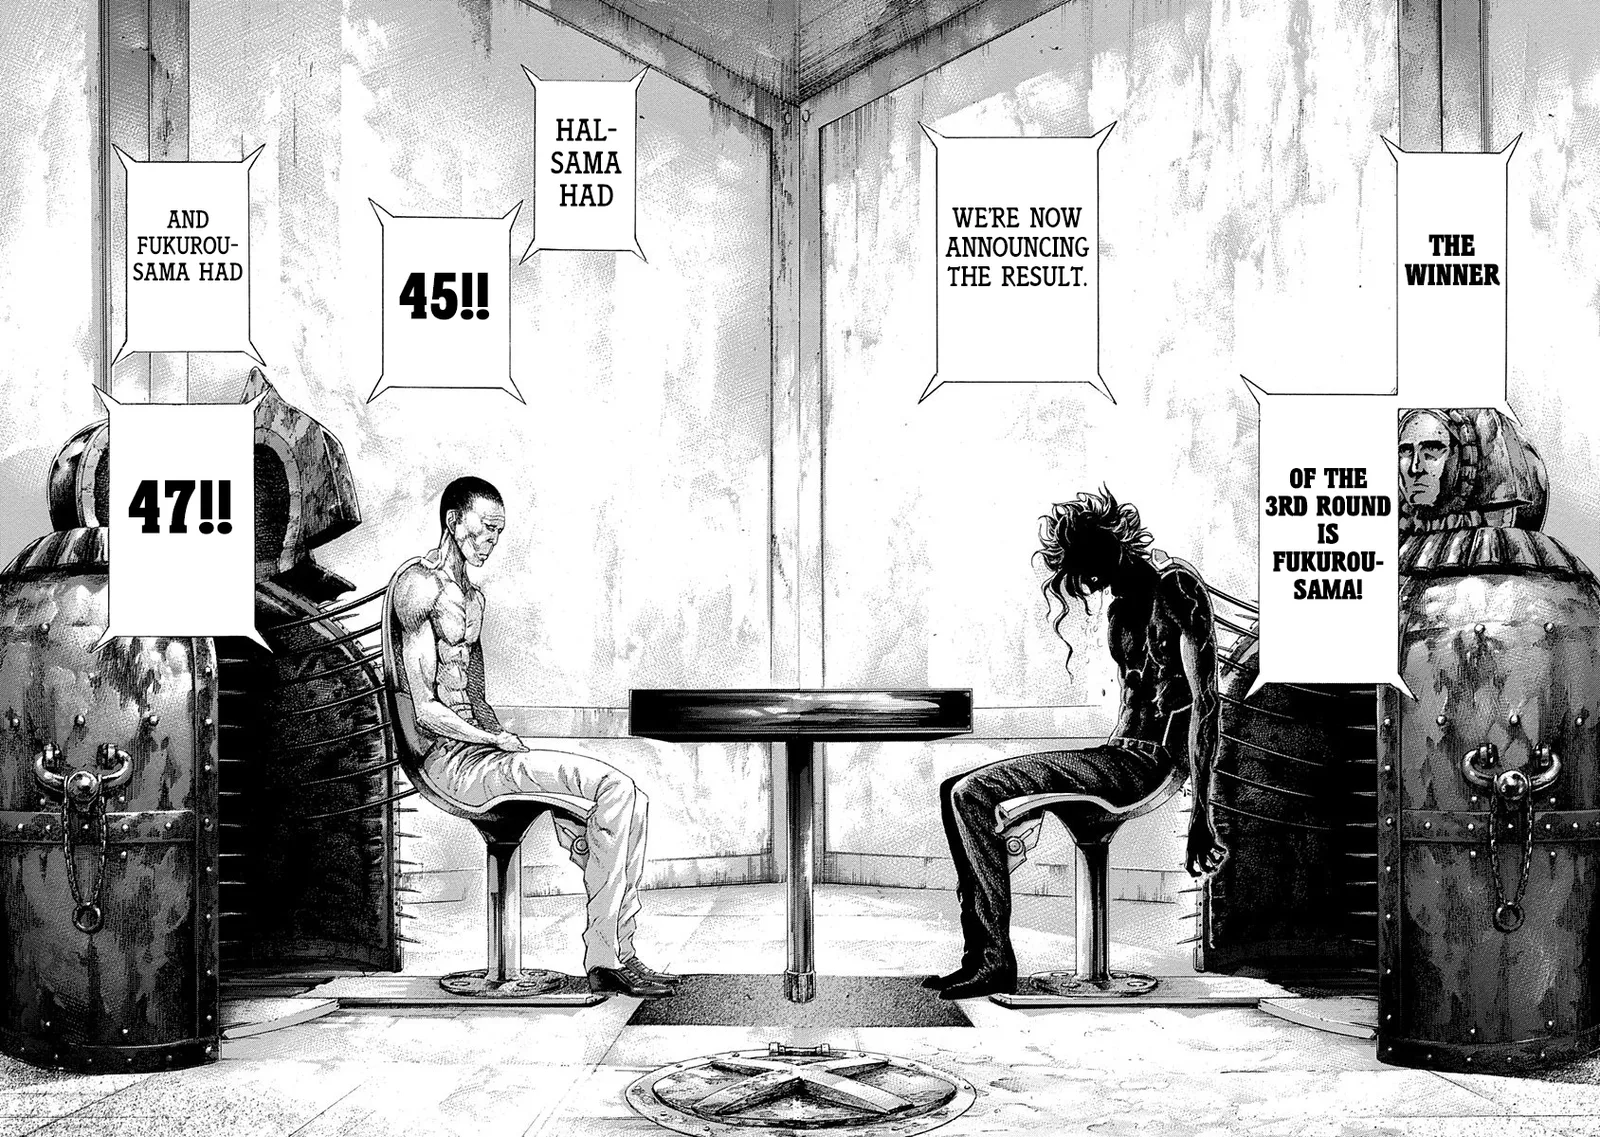 THE
WINNER
OF THE
3RD ROUND
IS
FUKUROU-
SAMA!
WE'RE NOW
ANNOUNCING
THE RESULT.
HAL-
SAMA
HAD
45!!
AND
FUKUROU-
SAMA HAD
47!!